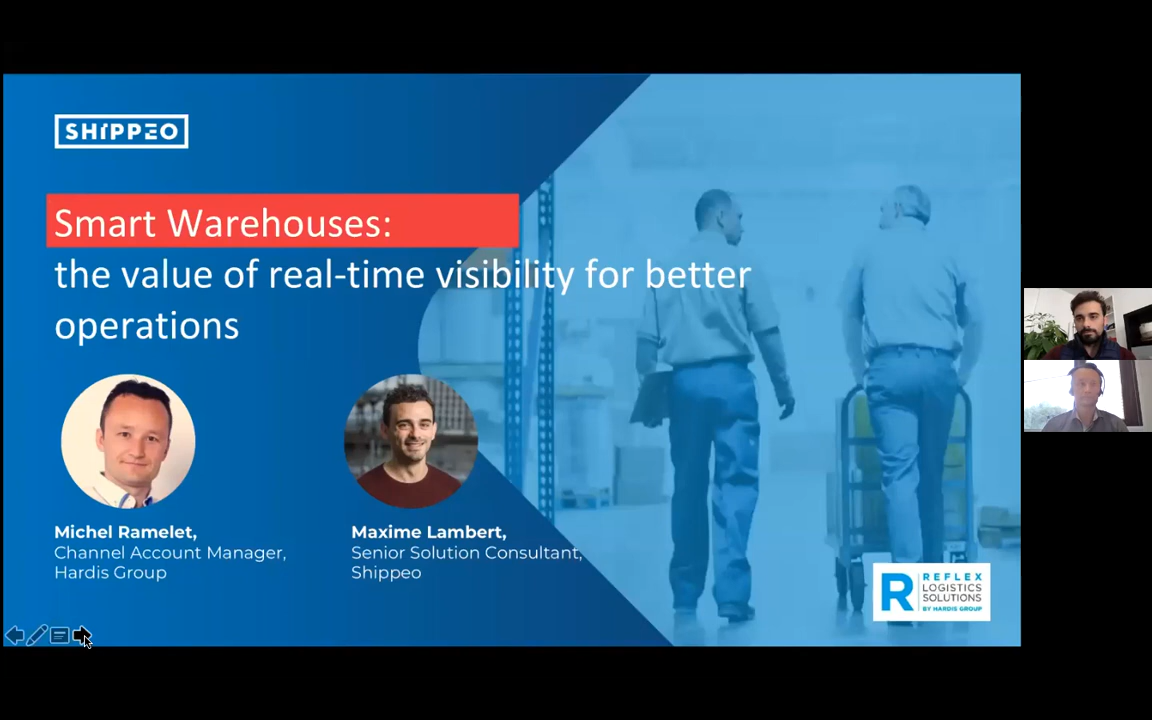 SHIPPEO
Smart Warehouses:
the value of real-time visibility for better
operations
Michel Ramelet,
Channel Account Manager,
Hardis Group
Maxime Lambert,
Senior Solution Consultant,
Shippeo
R
REFLEX
LOGISTICS
SOLUTIONS
BY HARDIS GROUP